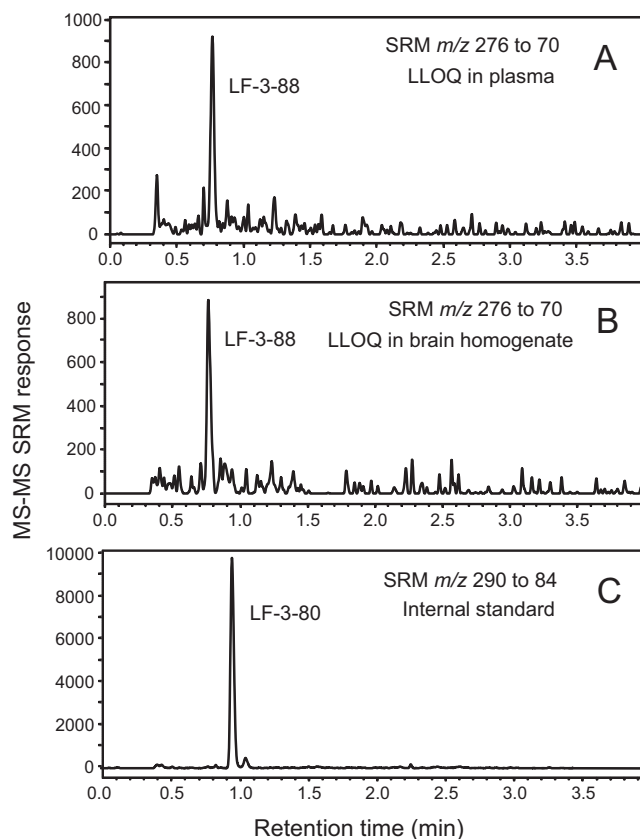 1000
800
600
400
200
0
SRM m/z 276 to 70
LLOQ in plasma
A
LF-3-88
0.0 0.5 1.0 1.5 2.0 2.5 3.0 3.5
800
600
400
200
0
SRM m/z 276 to 70
LLOQ in brain homogenate
B
LF-3-88
0.0 0.5 1.0 1.5 2.0 2.5 3.0 3.5
MS-MS SRM response
10000
8000
6000
4000
2000
0
SRM m/z 290 to 84
Internal standard
C
LF-3-80
0.0 0.5 1.0 1.5 2.0 2.5 3.0 3.5
Retention time (min)